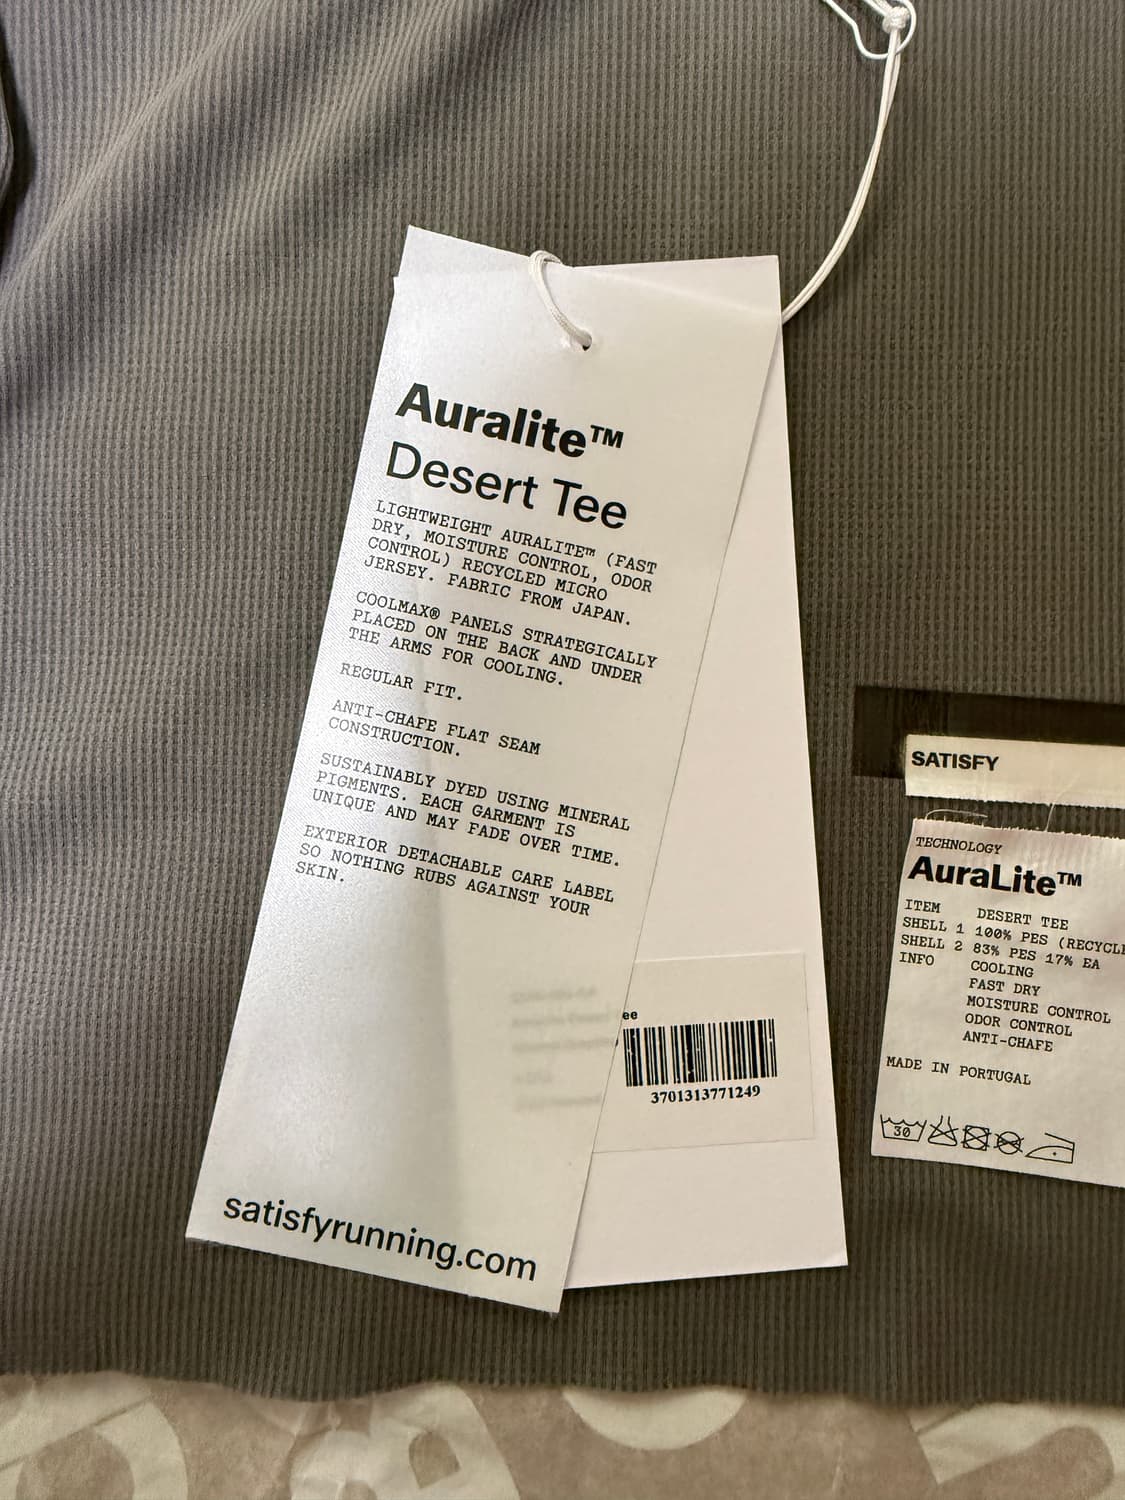 Auralite™
Desert Tee
LIGHTWEIGHT AURALITE™ (FAST
DRY, MOISTURE CONTROL, ODOR
CONTROL) RECYCLED MICRO
JERSEY. FABRIC FROM JAPAN.
COOLMAX® PANELS STRATEGICALLY
PLACED ON THE BACK AND UNDER
THE ARMS FOR COOLING.
REGULAR FIT.
ANTI-CHAFE FLAT SEAM
CONSTRUCTION.
SUSTAINABLY DYED USING MINERAL
PIGMENTS. EACH GARMENT IS
UNIQUE AND MAY FADE OVER TIME.
EXTERIOR DETACHABLE CARE LABEL
SO NOTHING RUBS AGAINST YOUR
SKIN.
satisfyrunning.com
ee
3701313771249
SATISFY
TECHNOLOGY
AuraLite™
ITEM DESERT TEE
SHELL 1 100% PES (RECYCLE
SHELL 2 83% PES 17% EA
INFO COOLING
FAST DRY
MOISTURE CONTROL
ODOR CONTROL
ANTI-CHAFE
MADE IN PORTUGAL
30